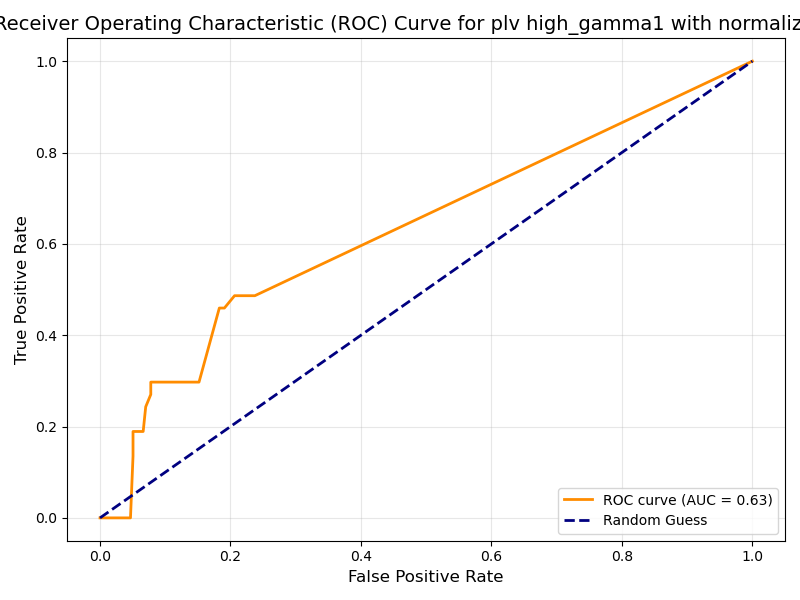 Receiver Operating Characteristic (ROC) Curve for plv high_gamma1 with normaliz
1.0
0.8
0.6
0.4
0.2
0.0
True Positive Rate
ROC curve (AUC = 0.63)
Random Guess
0.0 0.2 0.4 0.6 0.8 1.0
False Positive Rate